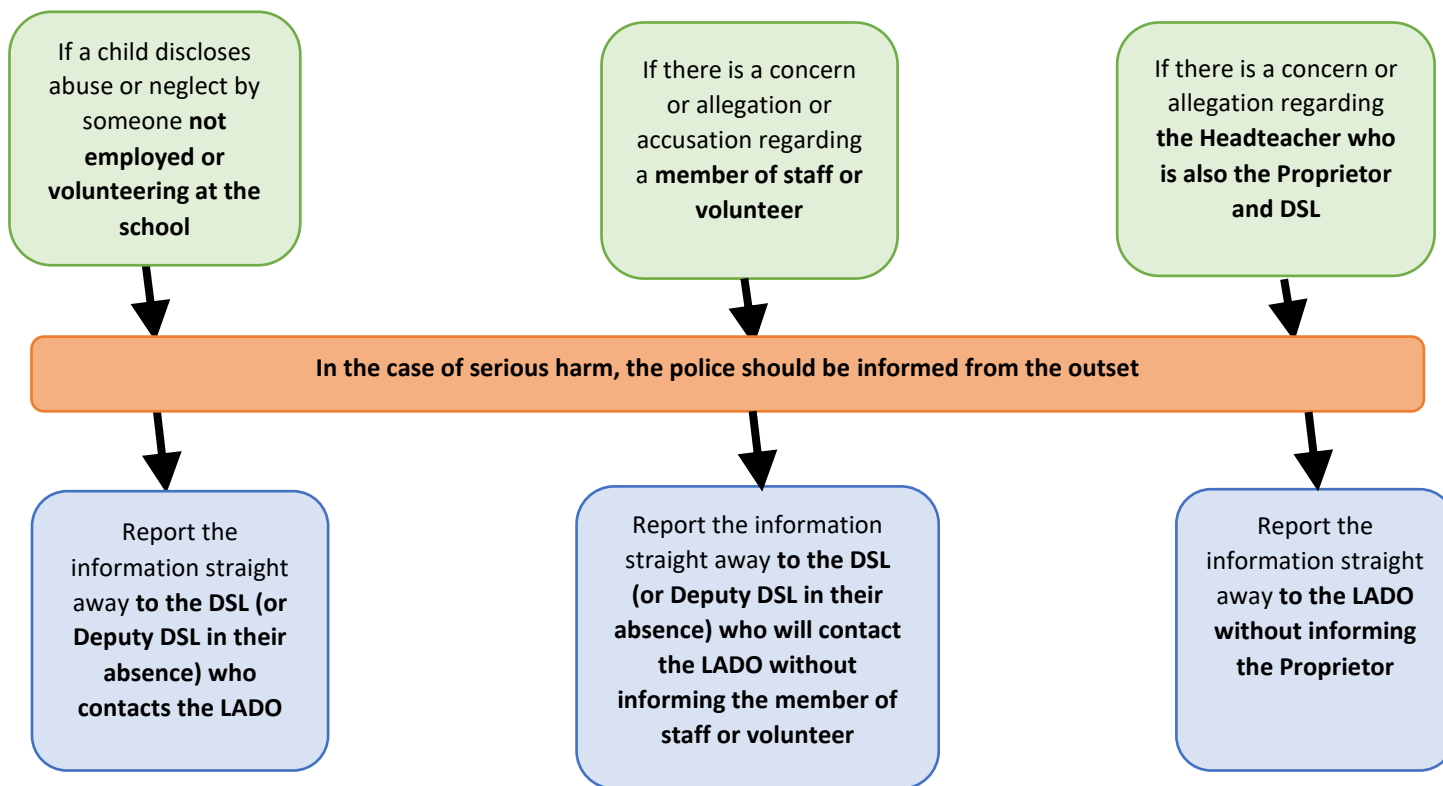 If a child discloses
abuse or neglect by
someone not
employed or
volunteering at the
school
If there is a concern
or allegation or
accusation regarding
a member of staff or
volunteer
If there is a concern or
allegation regarding
the Headteacher who
is also the Proprietor
and DSL
In the case of serious harm, the police should be informed from the outset
Report the
information straight
away to the DSL (or
Deputy DSL in their
absence) who
contacts the LADO
Report the information
straight away to the DSL
(or Deputy DSL in their
absence) who will contact
the LADO without
informing the member of
staff or volunteer
Report the
information straight
away to the LADO
without informing
the Proprietor